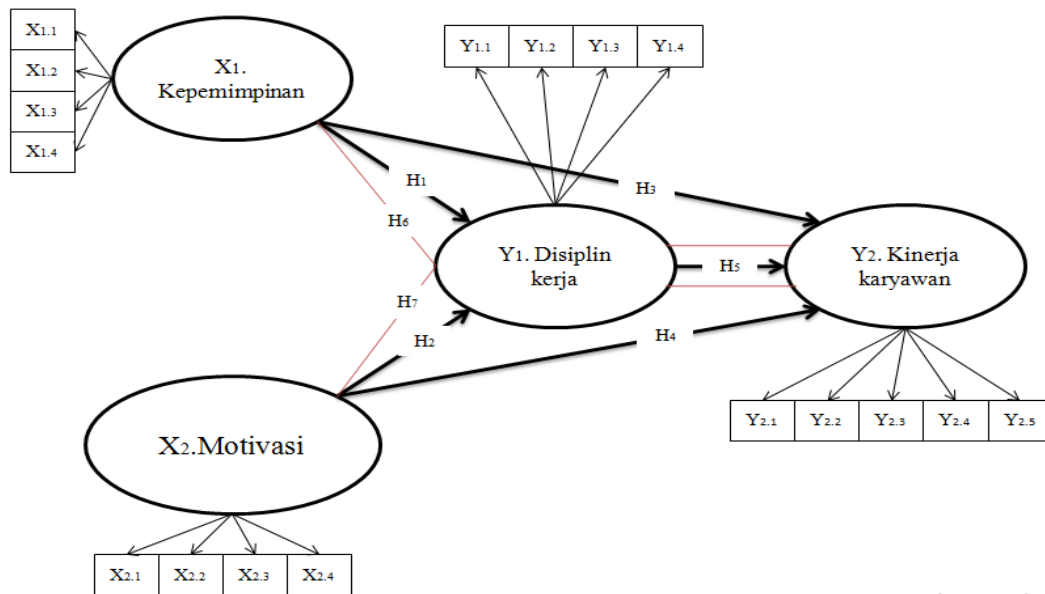 X1.1
X1.2
X1.3
X1.4
X1.
Kepemimpinan
Y1.1 Y1.2 Y1.3 Y1.4
H1
H3
H6
Y1. Disiplin
kerja
H5
Y2. Kinerja
karyawan
H7
H2
H4
X2.Motivasi
Y2.1 Y2.2 Y2.3 Y2.4 Y2.5
X2.1 X2.2 X2.3 X2.4